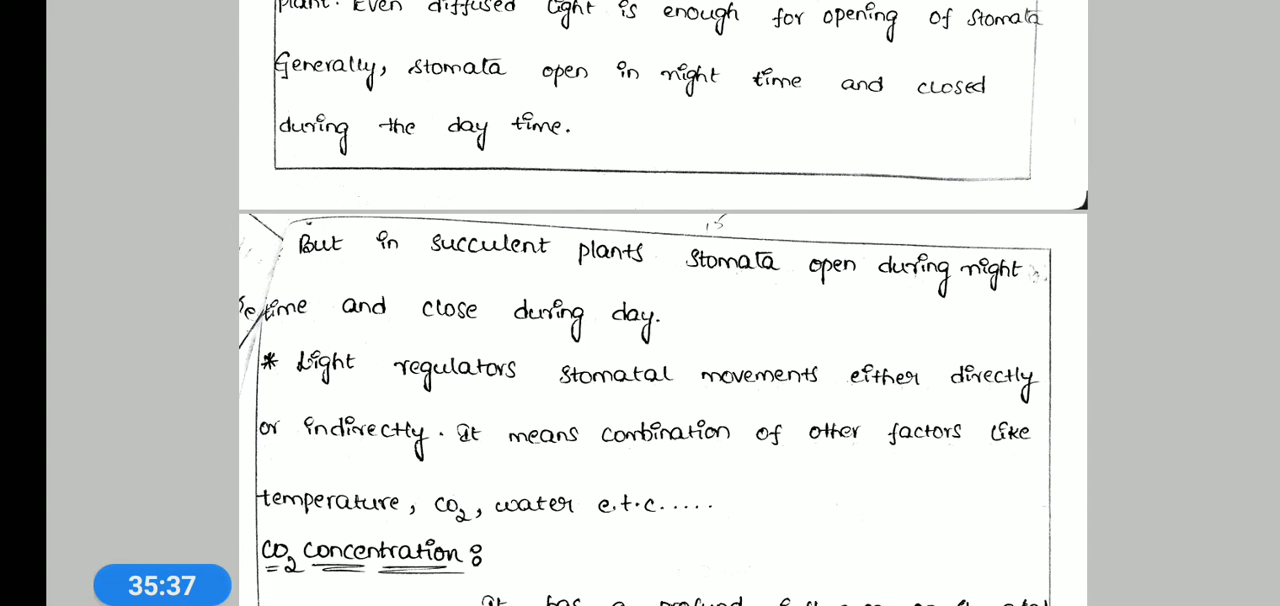 plant. Even diffused light is enough for opening of stomata
Generally, stomata open in night time and closed
during the day time.
15
But in succulent plants stomata open during night
time and close during day.
* Light regulators stomatal movements either directly
or indirectly. It means combination of other factors like
temperature, CO2, water e.t.c.....
CO2 concentration :
It has a
35:37